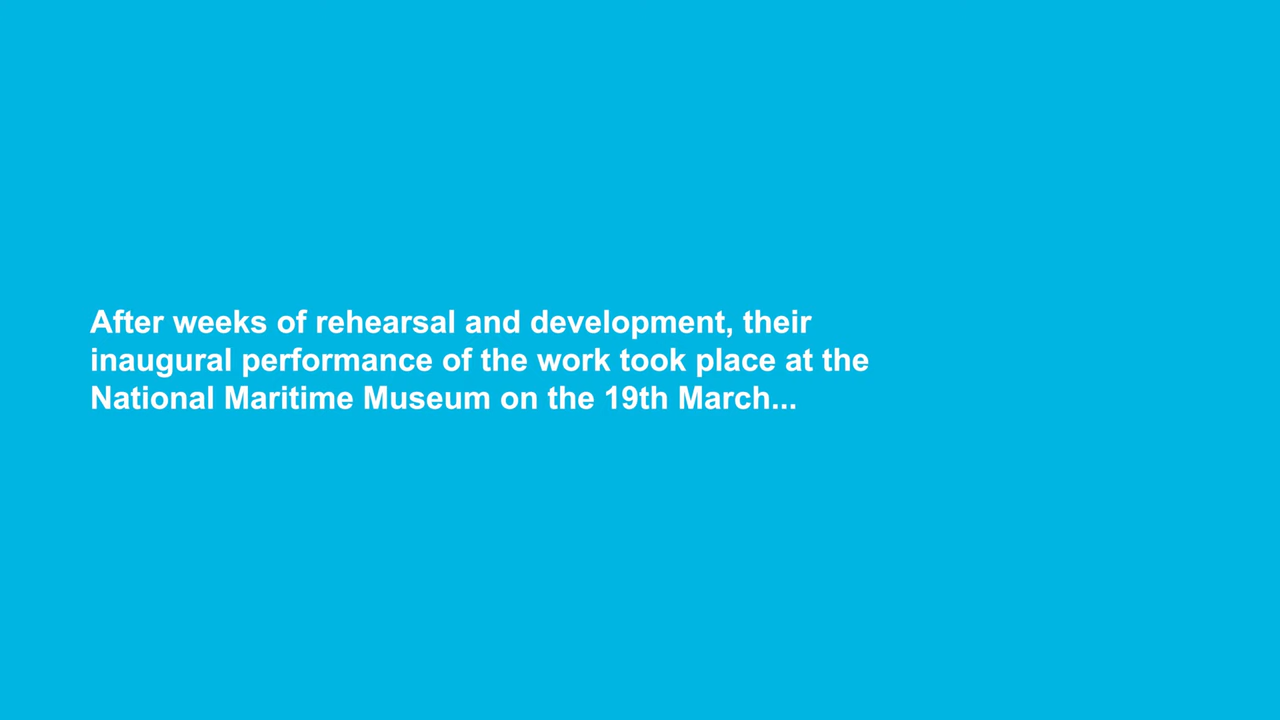 After weeks of rehearsal and development, their
inaugural performance of the work took place at the
National Maritime Museum on the 19th March...